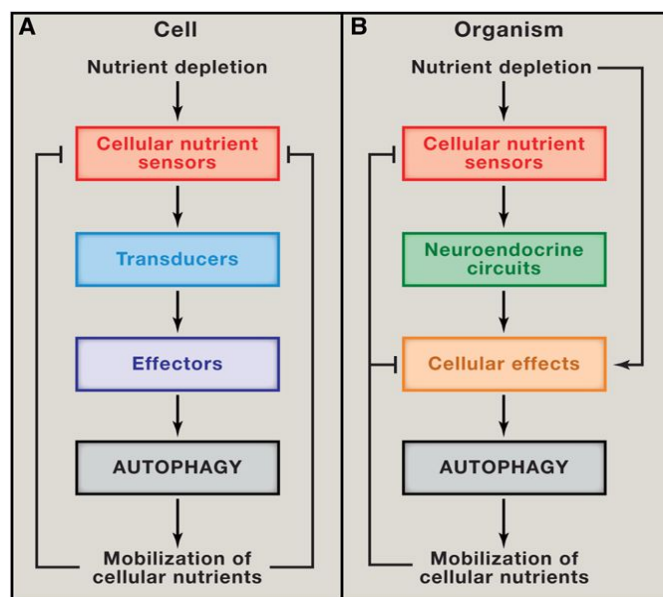 A
Cell
Nutrient depletion
Cellular nutrient
sensors
Transducers
Effectors
AUTOPHAGY
Mobilization of
cellular nutrients
B
Organism
Nutrient depletion
Cellular nutrient
sensors
Neuroendocrine
circuits
Cellular effects
AUTOPHAGY
Mobilization of
cellular nutrients